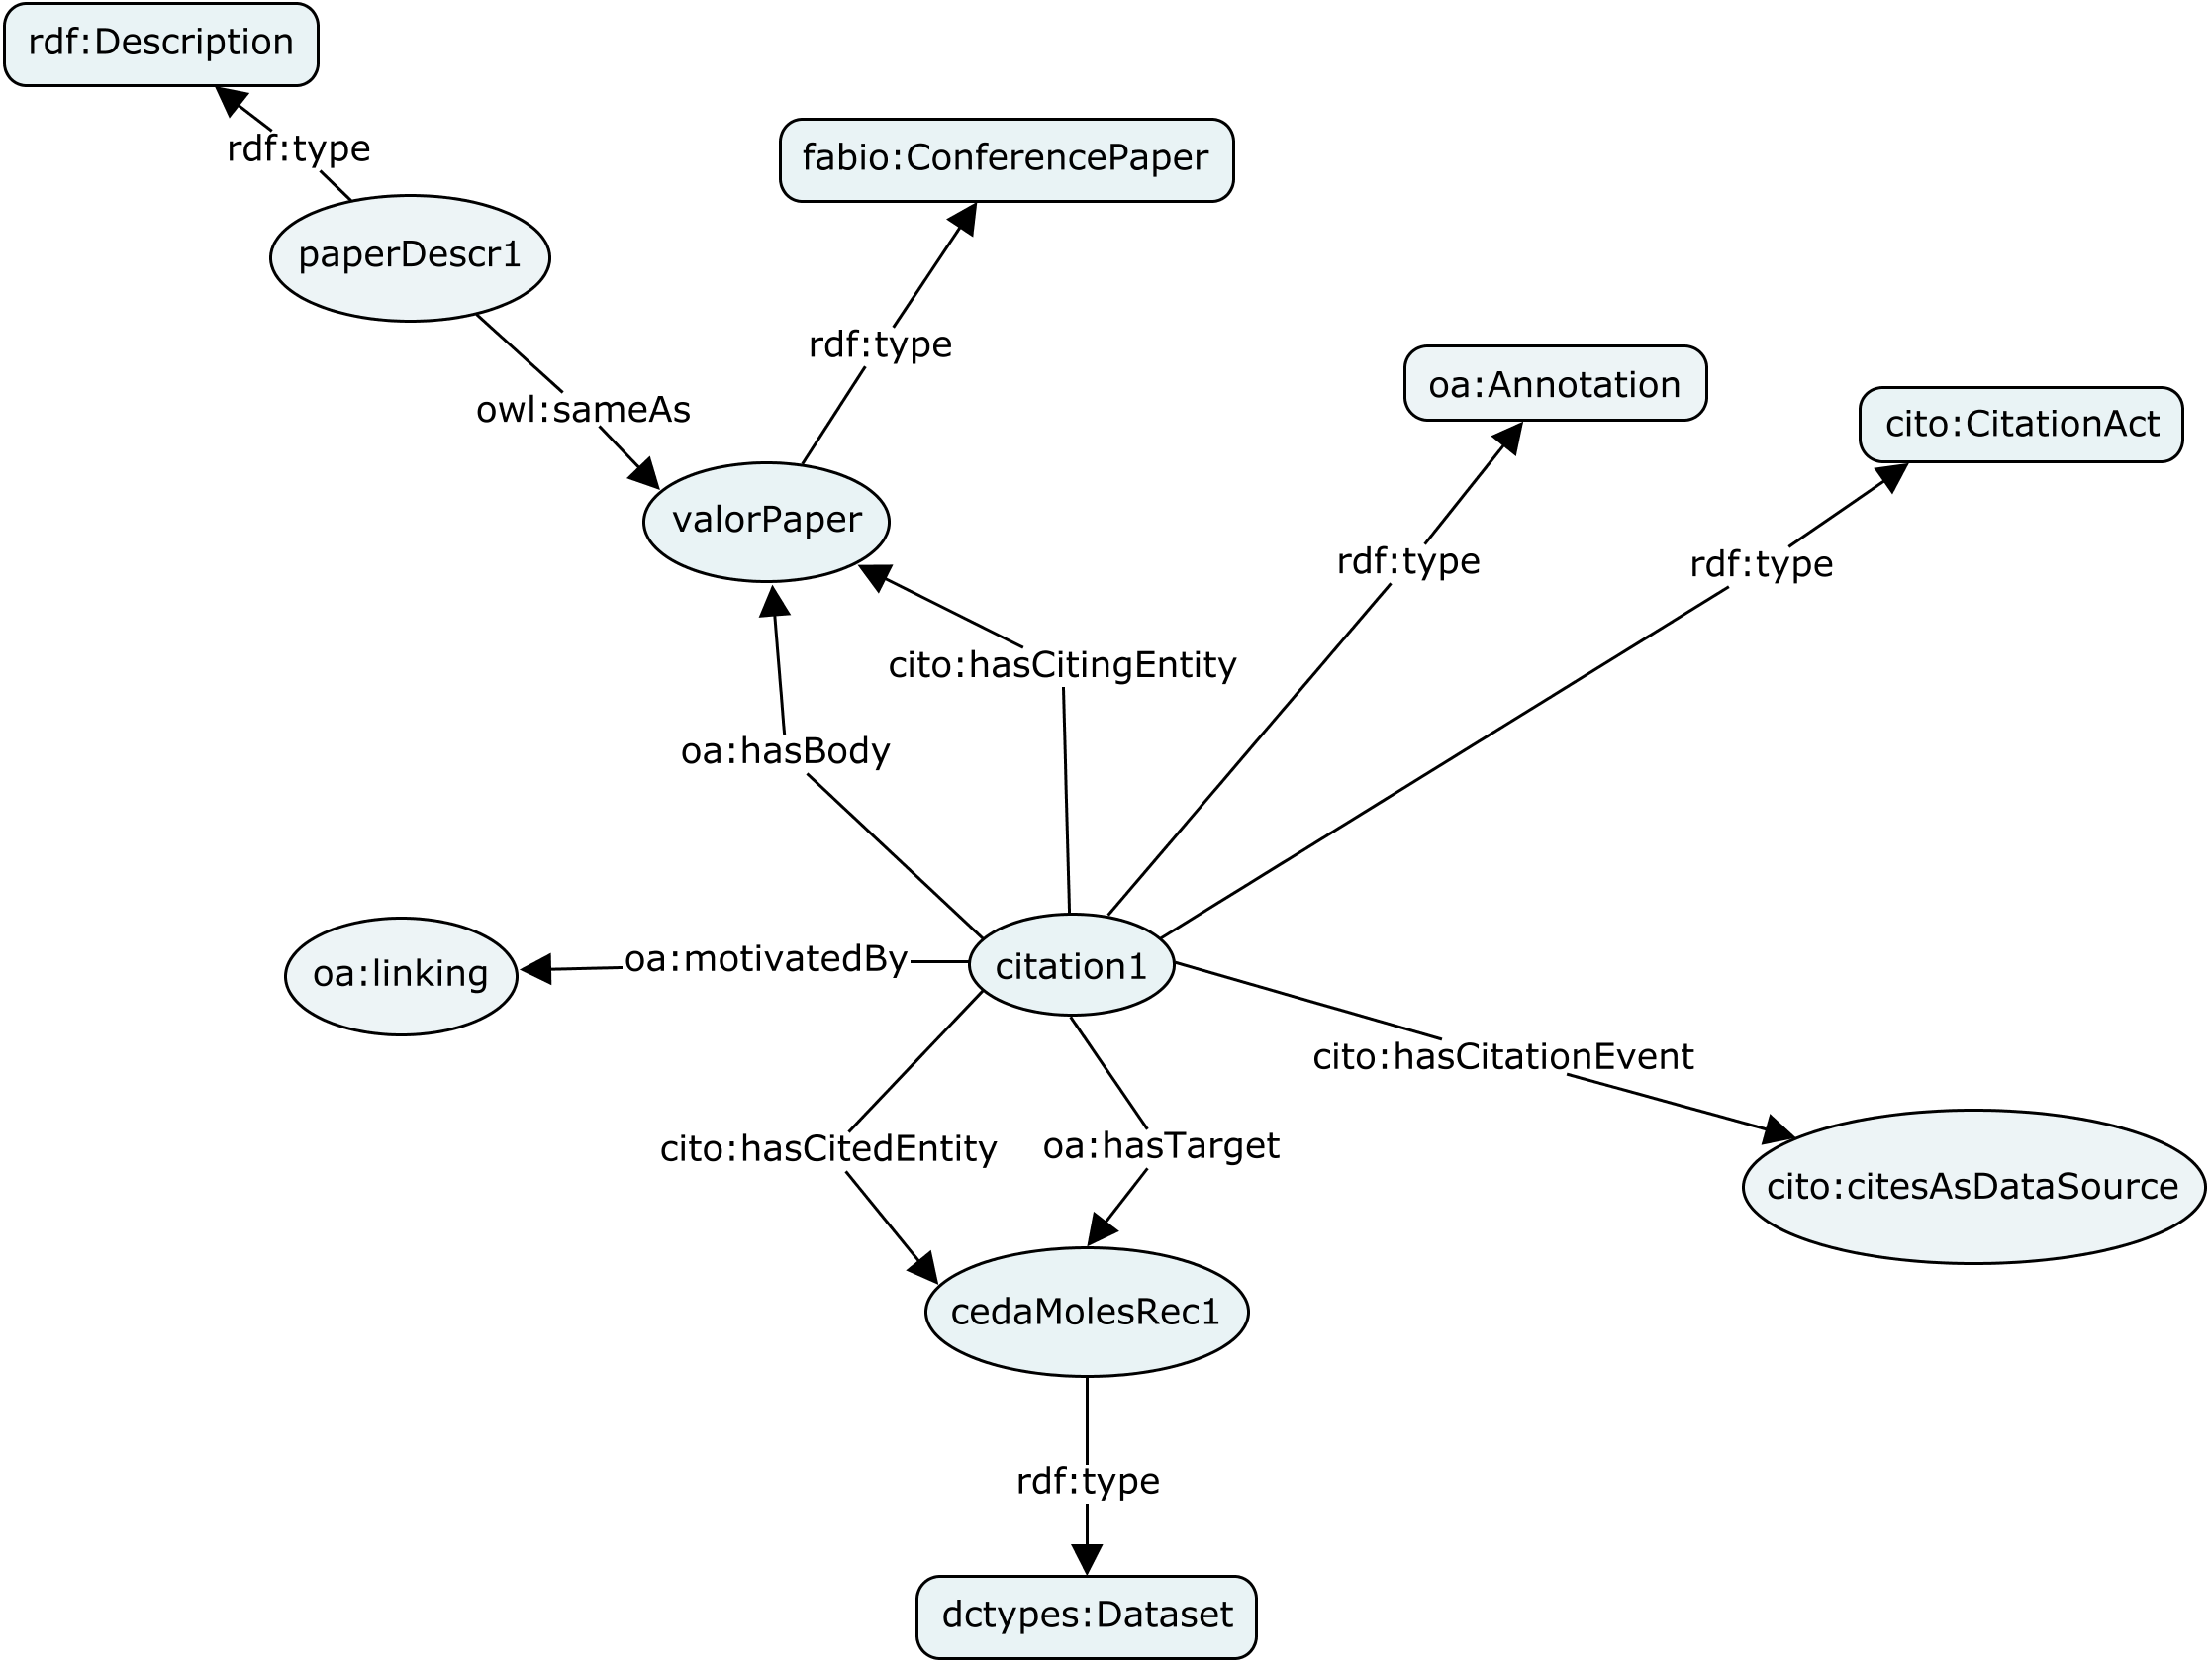 rdf:Description
rdf:type
fabio:ConferencePaper
paperDescr1
rdf:type
oa:Annotation
cito:CitationAct
owl:sameAs
valorPaper
rdf:type
rdf:type
cito:hasCitingEntity
oa:hasBody
oa:motivatedBy
oa:linking
citation1
cito:hasCitationEvent
cito:hasCitedEntity
oa:hasTarget
cito:citesAsDataSource
cedaMolesRec1
rdf:type
dctypes:Dataset